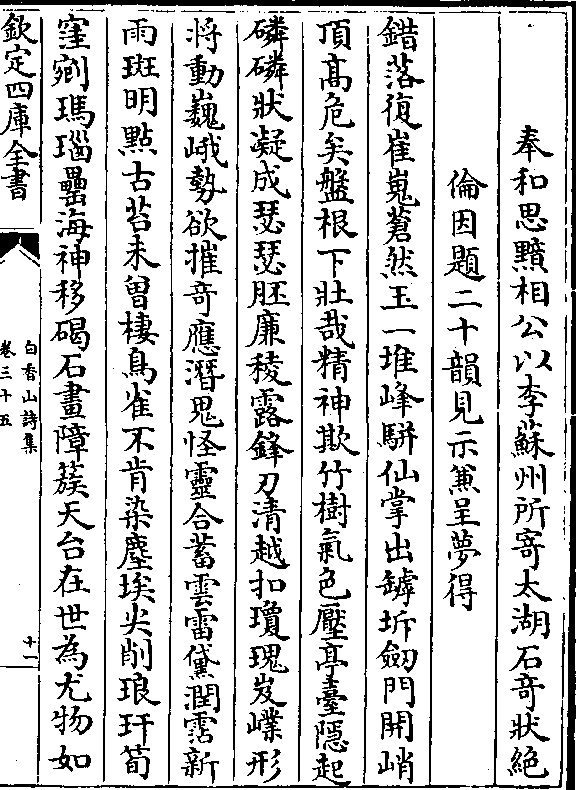 奉和思黯相公以李蘇州所寄太湖石奇狀絶
倫因題二十韻見示兼呈夢得
錯落復崔嵬蒼然玉一堆峰駢仙掌出罅坼劒門開峭
頂髙危矣盤根下壯哉精神欺竹樹氣色壓亭臺隱起
磷磷狀凝成瑟瑟胚廉稜露鋒刃清越扣瓊瑰岌嶪形
将動巍峩勢欲摧奇應潛鬼怪靈合蓄雲雷黛潤霑新
雨斑明點古苔未曾棲鳥雀不肯染塵埃尖削琅玕筍
窪剜瑪瑙罍海神移碣石畫障簇天台在世為尤物如
欽定四庫全書
白香山詩集
卷三十五
十一